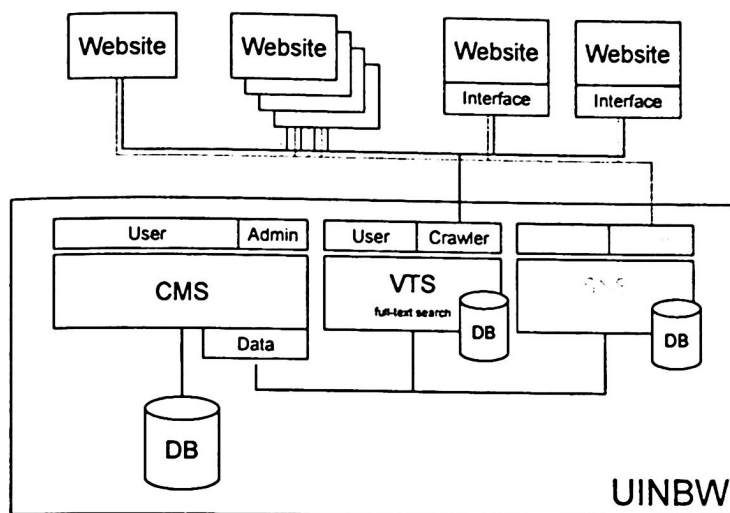 Website
Website
Website
Interface
Website
Interface
User
Admin
User
Crawler
CMS
VTS
full-text search
DB
DB
Data
DB
UINBW